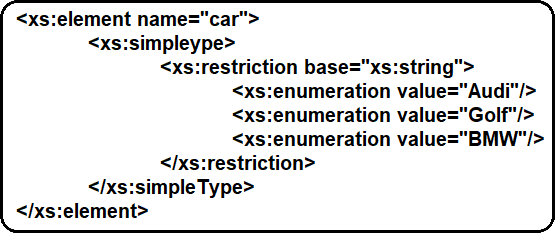 <xs:element name="car">
<xs:simpleype>
<xs:restriction base="xs:string">
<xs:enumeration value="Audi"/>
<xs:enumeration value="Golf"/>
<xs:enumeration value="BMW"/>
</xs:restriction>
</xs:simpleType>
</xs:element>